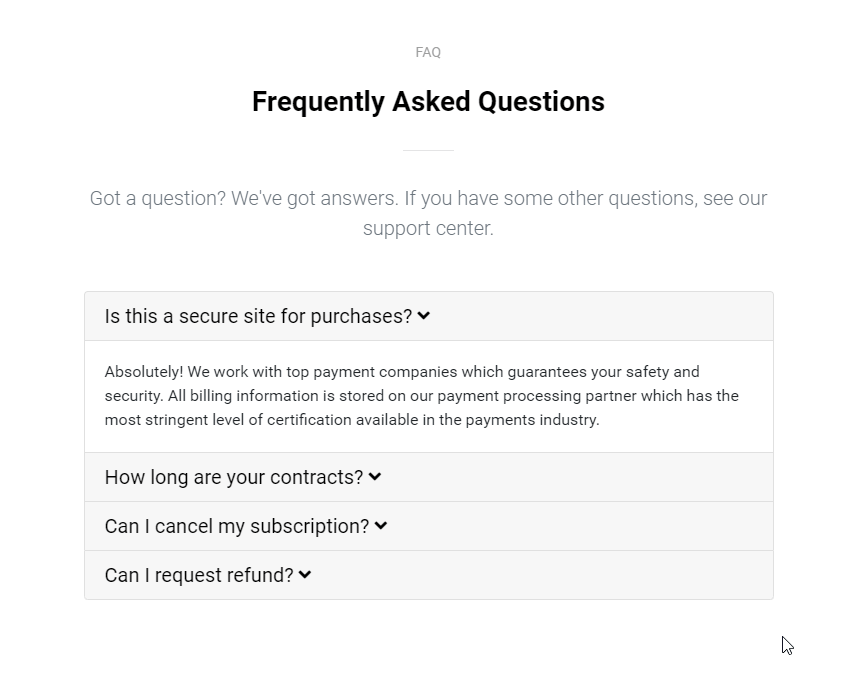 FAQ
Frequently Asked Questions
Got a question? We've got answers. If you have some other questions, see our
support center.
Is this a secure site for purchases?
Absolutely! We work with top payment companies which guarantees your safety and
security. All billing information is stored on our payment processing partner which has the
most stringent level of certification available in the payments industry.
How long are your contracts?
Can I cancel my subscription?
Can I request refund?